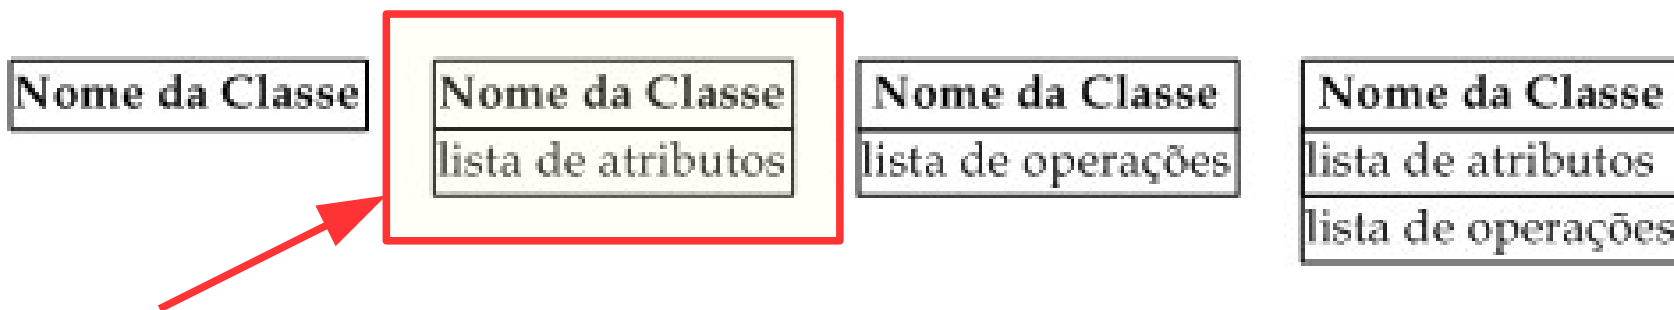 Nome da Classe
Nome da Classe
lista de atributos
Nome da Classe
lista de operações
Nome da Classe
lista de atributos
lista de operações